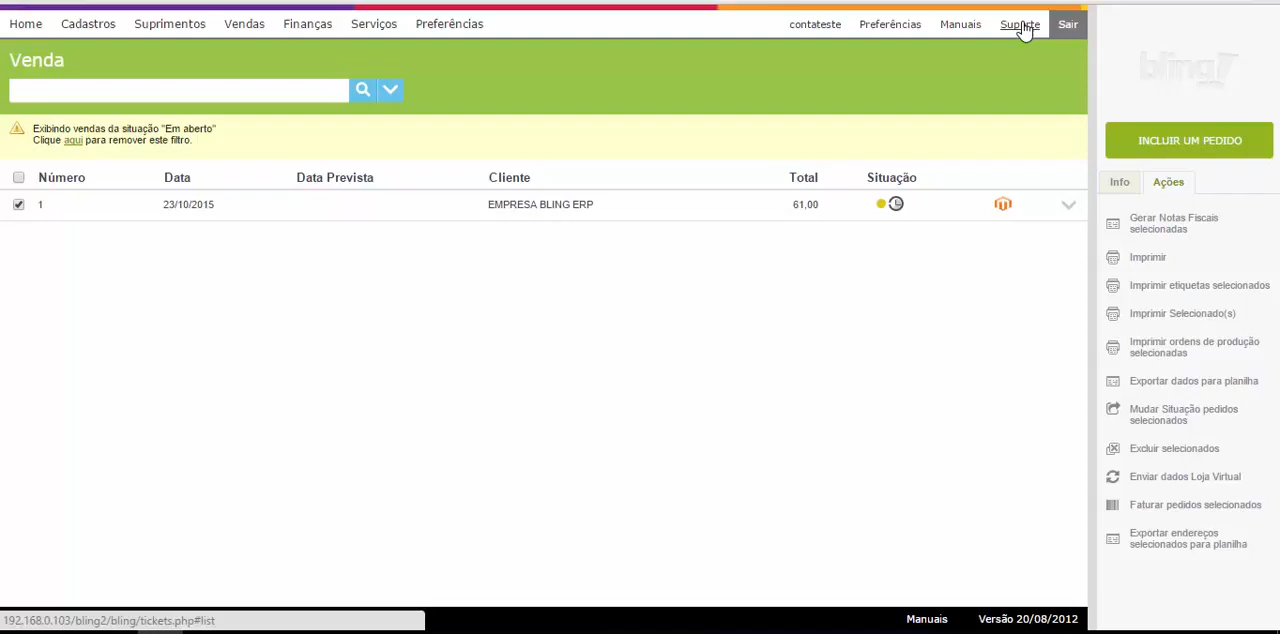 Home Cadastros Suprimentos Vendas Finanças Serviços Preferências contateste Preferências Manuais Suporte Sair
Venda
Exibindo vendas da situação "Em aberto"
Clique aqui para remover este filtro.
Número Data Data Prevista Cliente Total Situação
1 23/10/2015 EMPRESA BLING ERP 61,00
bling
INCLUIR UM PEDIDO
Info Ações
Gerar Notas Fiscais
selecionadas
Imprimir
Imprimir etiquetas selecionados
Imprimir Selecionado(s)
Imprimir ordens de produção
selecionadas
Exportar dados para planilha
Mudar Situação pedidos
selecionados
Excluir selecionados
Enviar dados Loja Virtual
Faturar pedidos selecionados
Exportar endereços
selecionados para planilha
192.168.0.103/bling2/bling/tickets.php#list Manuais Versão 20/08/2012